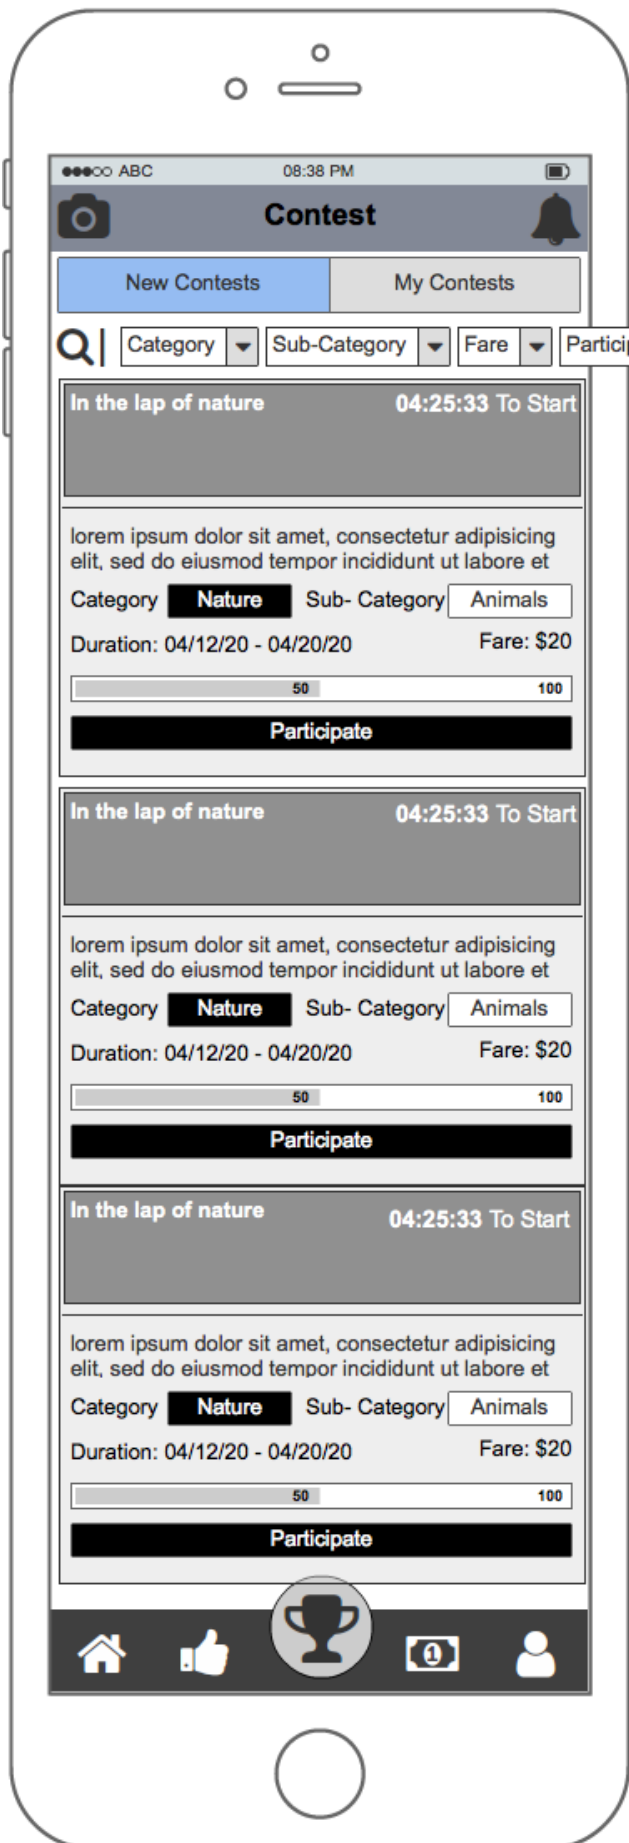 ABC 08:38 PM
Contest
New Contests My Contests
Category Sub-Category Fare
In the lap of nature 04:25:33 To Start
lorem ipsum dolor sit amet, consectetur adipisicing
elit, sed do eiusmod tempor incididunt ut labore et
Category Nature Sub- Category Animals
Duration: 04/12/20 - 04/20/20 Fare: $20
50 100
Participate
In the lap of nature 04:25:33 To Start
lorem ipsum dolor sit amet, consectetur adipisicing
elit, sed do eiusmod tempor incididunt ut labore et
Category Nature Sub- Category Animals
Duration: 04/12/20 - 04/20/20 Fare: $20
50 100
Participate
In the lap of nature 04:25:33 To Start
lorem ipsum dolor sit amet, consectetur adipisicing
elit, sed do eiusmod tempor incididunt ut labore et
Category Nature Sub- Category Animals
Duration: 04/12/20 - 04/20/20 Fare: $20
50 100
Participate
1